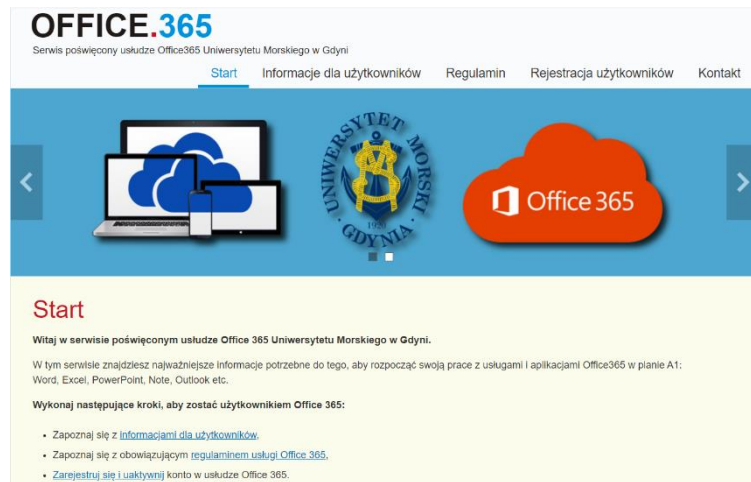 OFFICE.365
Serwis poświęcony usłudze Office365 Uniwersytetu Morskiego w Gdyni
Start Informacje dla użytkowników Regulamin Rejestracja użytkowników Kontakt
UNIWERSYTET MORSKI
1920
GDYNIA
Office 365
Start
Witaj w serwisie poświęconym usłudze Office 365 Uniwersytetu Morskiego w Gdyni.
W tym serwisie znajdziesz najważniejsze informacje potrzebne do tego, aby rozpocząć swoją prace z usługami i aplikacjami Office365 w planie A1:
Word, Excel, PowerPoint, Note, Outlook etc.
Wykonaj następujące kroki, aby zostać użytkownikiem Office 365:
• Zapoznaj się z informacjami dla użytkowników,
• Zapoznaj się z obowiązującym regulaminem usługi Office 365,
• Zarejestruj się i uaktywnij konto w usłudze Office 365.